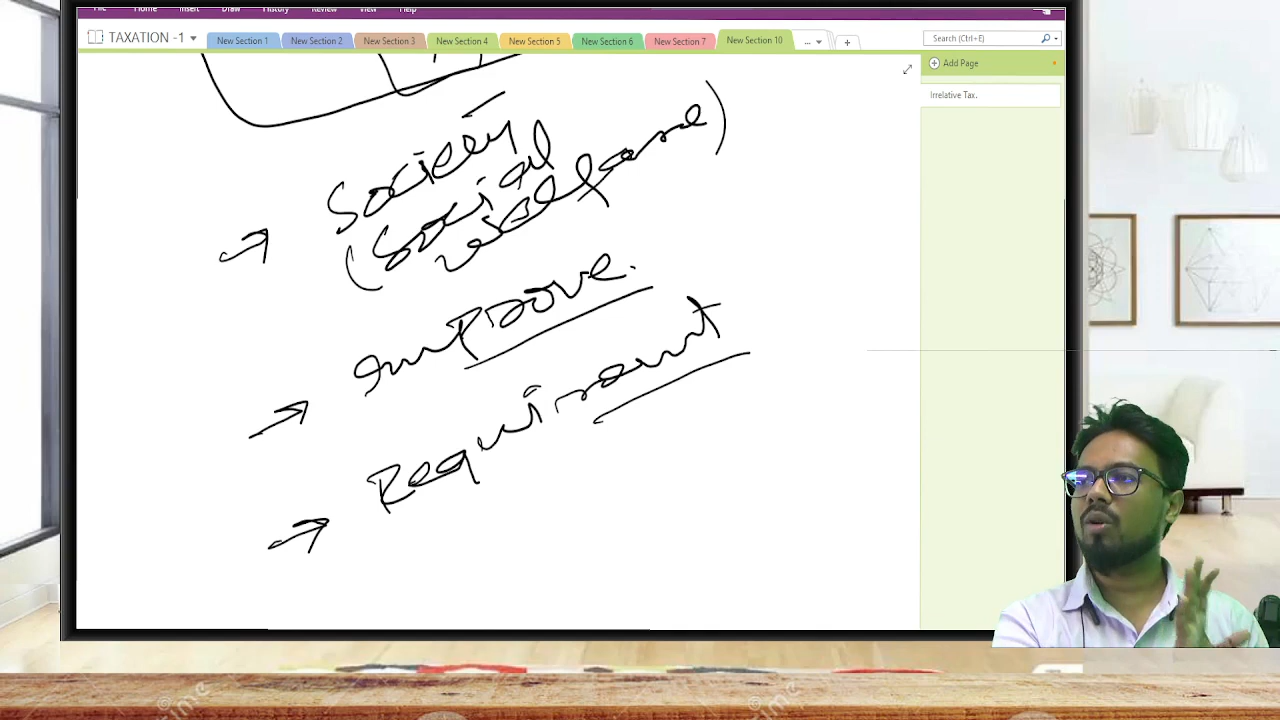 Home Insert Draw History Review View Help
TAXATION -1 New Section 1 New Section 2 New Section 3 New Section 4 New Section 5 New Section 6 New Section 7 New Section 10 ... + Search (Ctrl+E)
Add Page
Irrelative Tax.
→ Society
(Social
welfare)
→ improve.
→ Requirement